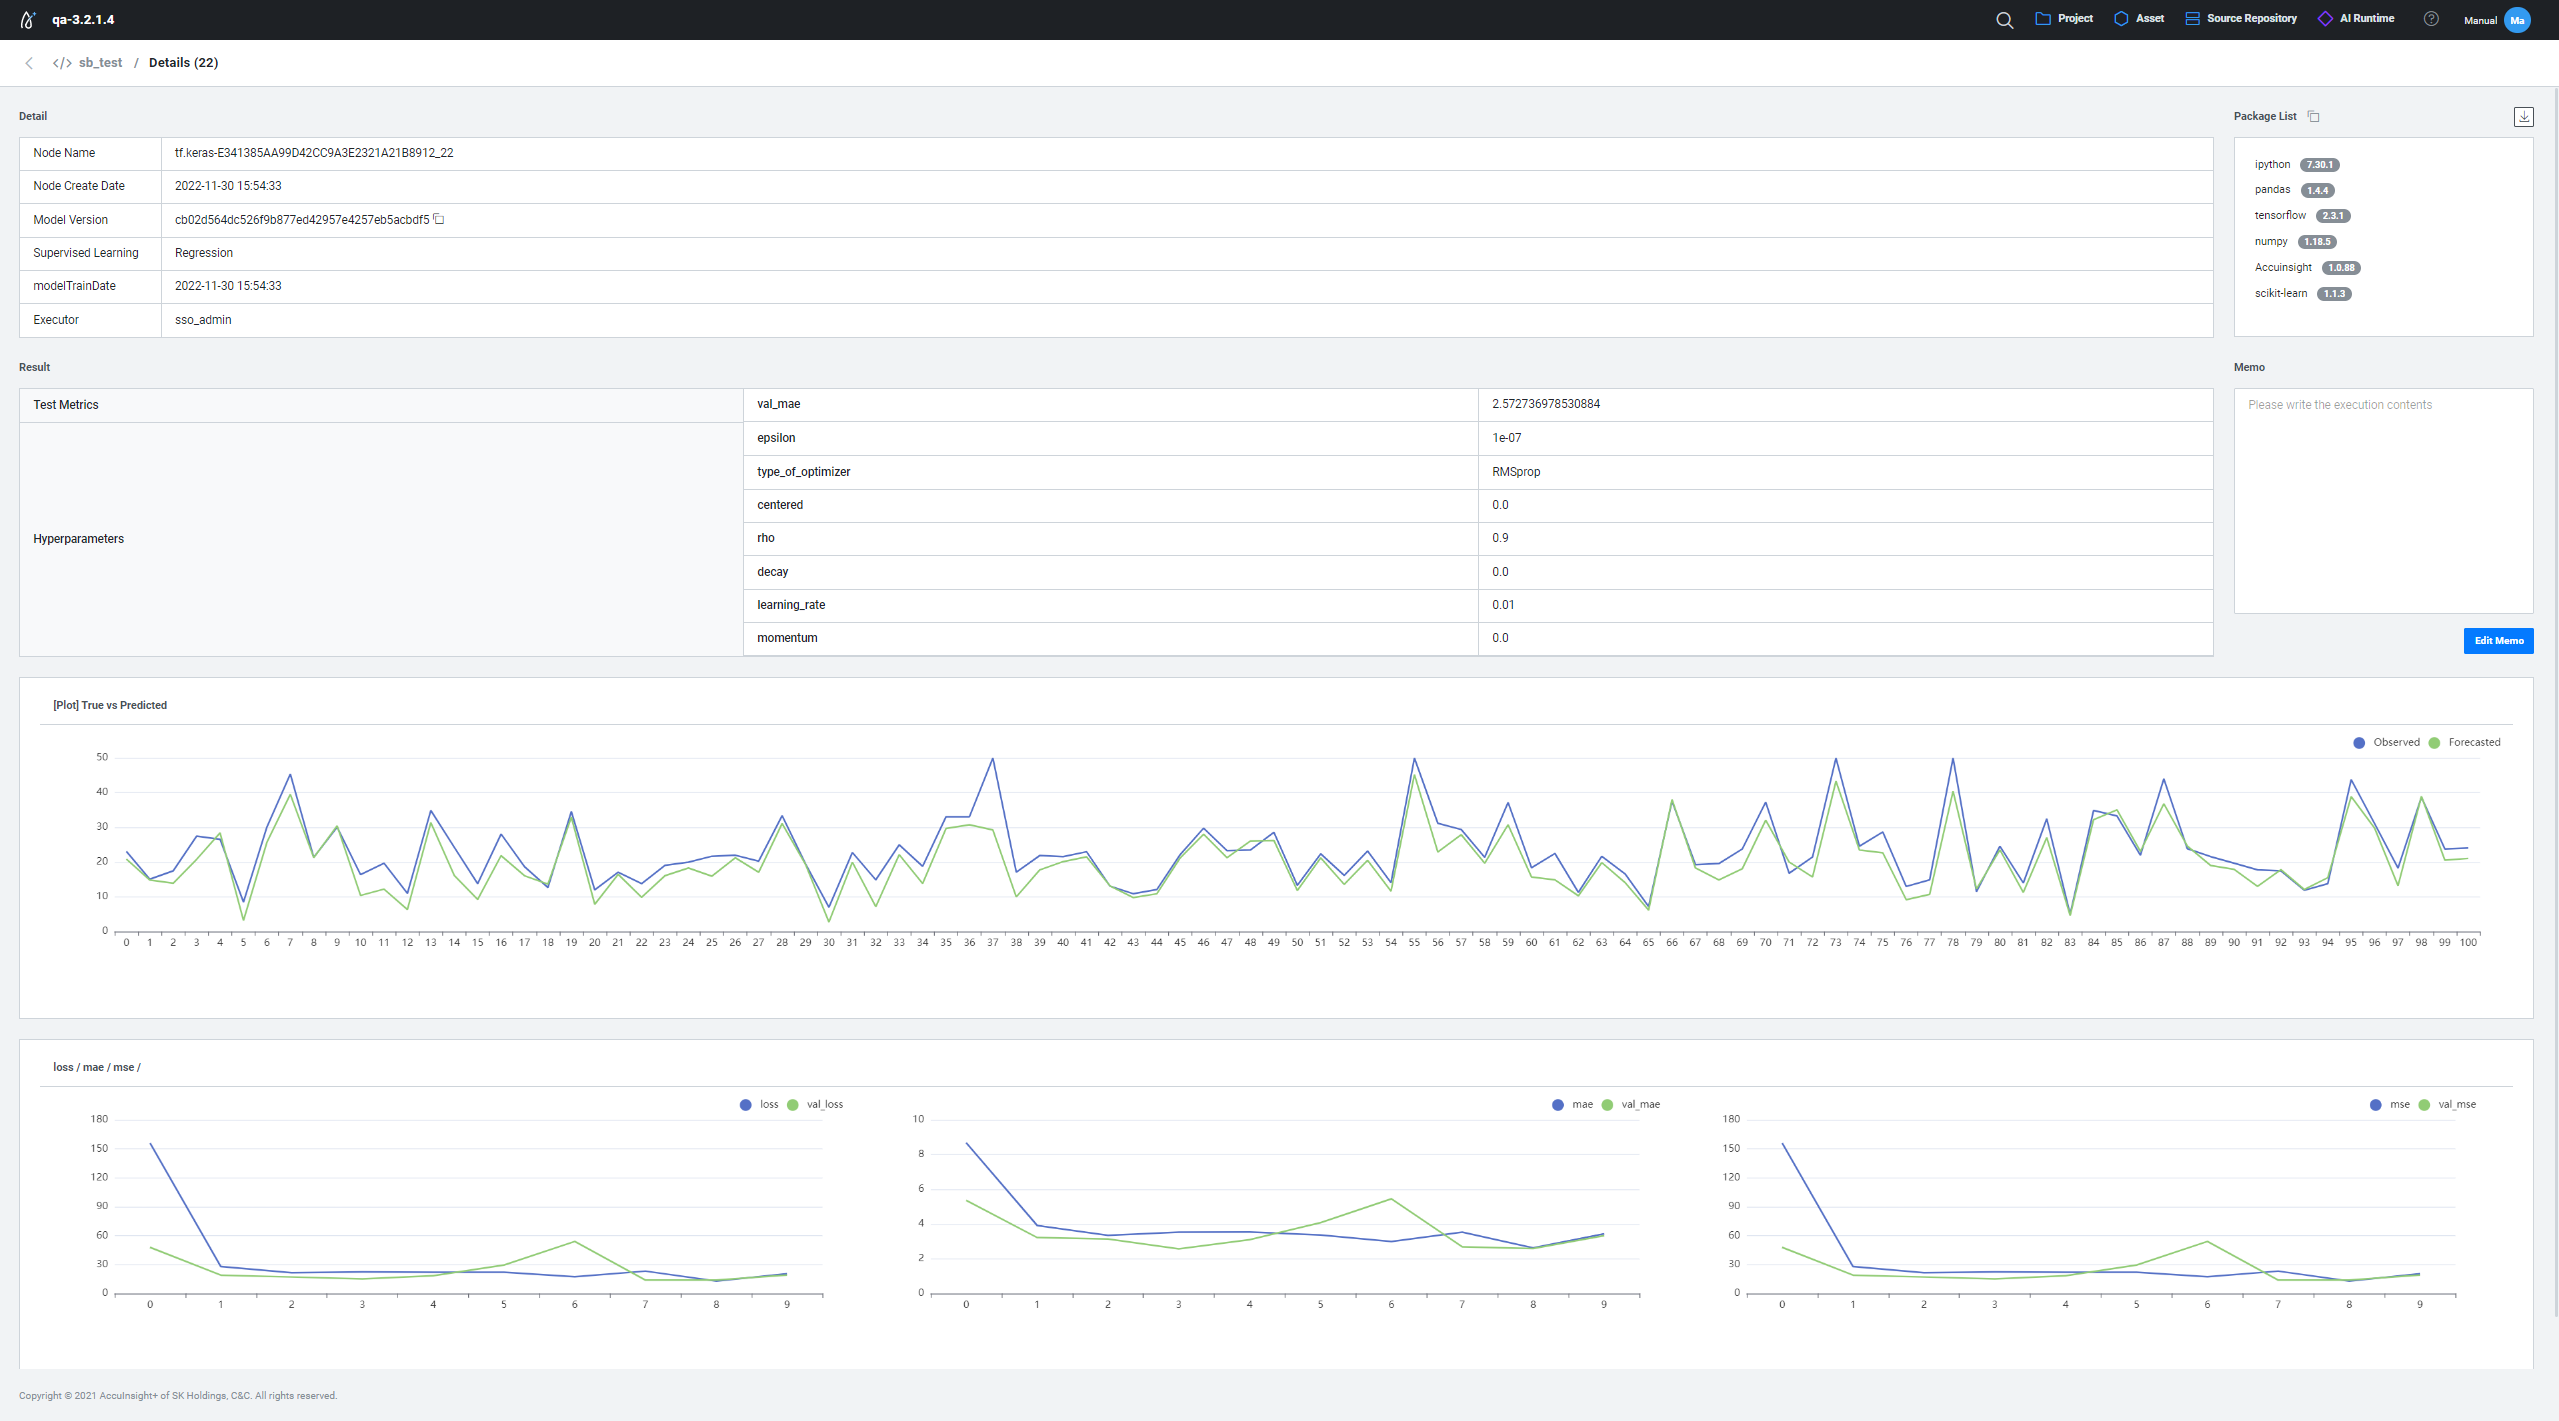 qa-3.2.1.4
Project Asset Source Repository AI Runtime Manual Ma
</> sb_test / Details (22)
Detail
Node Name tf.keras-E341385AA99D42CC9A3E2321A21B8912_22
Node Create Date 2022-11-30 15:54:33
Model Version cb02d564dc526f9b877ed42957e4257eb5acbdf5
Supervised Learning Regression
modelTrainDate 2022-11-30 15:54:33
Executor sso_admin
Package List
ipython 7.30.1
pandas 1.4.4
tensorflow 2.3.1
numpy 1.18.5
Accuinsight 1.0.88
scikit-learn 1.1.3
Result
Test Metrics val_mae 2.572736978530884
Hyperparameters
epsilon 1e-07
type_of_optimizer RMSprop
centered 0.0
rho 0.9
decay 0.0
learning_rate 0.01
momentum 0.0
Memo
Please write the execution contents
Edit Memo
[Plot] True vs Predicted
Observed Forecasted
50
40
30
20
10
0
0 1 2 3 4 5 6 7 8 9 10 11 12 13 14 15 16 17 18 19 20 21 22 23 24 25 26 27 28 29 30 31 32 33 34 35 36 37 38 39 40 41 42 43 44 45 46 47 48 49 50 51 52 53 54 55 56 57 58 59 60 61 62 63 64 65 66 67 68 69 70 71 72 73 74 75 76 77 78 79 80 81 82 83 84 85 86 87 88 89 90 91 92 93 94 95 96 97 98 99 100
loss / mae / mse /
loss val_loss
180
150
120
90
60
30
0
0 1 2 3 4 5 6 7 8 9
mae val_mae
10
8
6
4
2
0
0 1 2 3 4 5 6 7 8 9
mse val_mse
180
150
120
90
60
30
0
0 1 2 3 4 5 6 7 8 9
Copyright © 2021 AccuInsight+ of SK Holdings, C&C. All rights reserved.